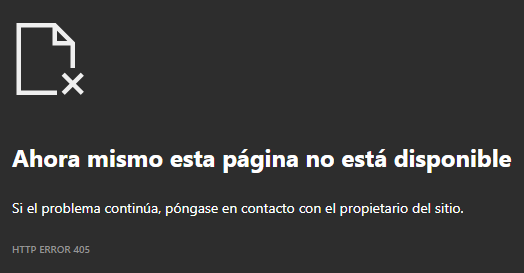 Ahora mismo esta página no está disponible
Si el problema continúa, póngase en contacto con el propietario del sitio.
HTTP ERROR 405